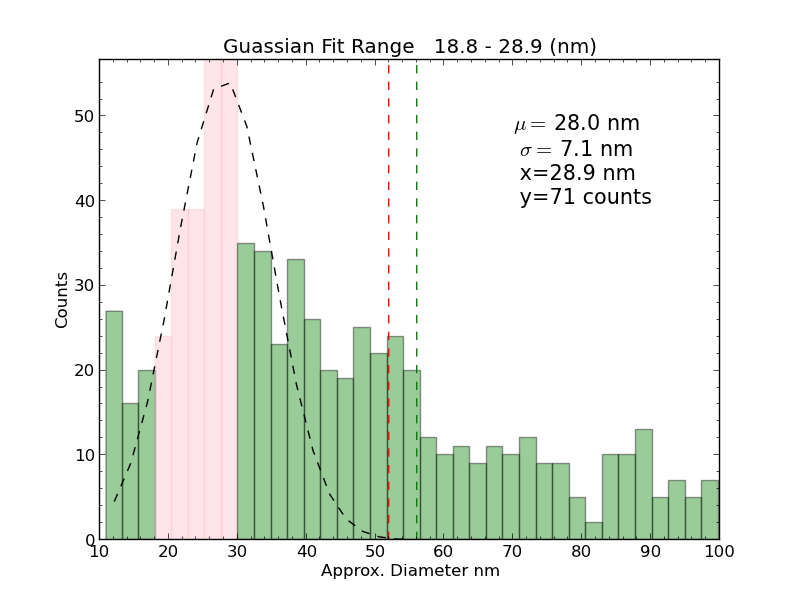 Guassian Fit Range   18.8 - 28.9 (nm)
μ = 28.0 nm
σ = 7.1 nm
x=28.9 nm
y=71 counts
Counts
50
40
30
20
10
0
10 20 30 40 50 60 70 80 90 100
Approx. Diameter nm